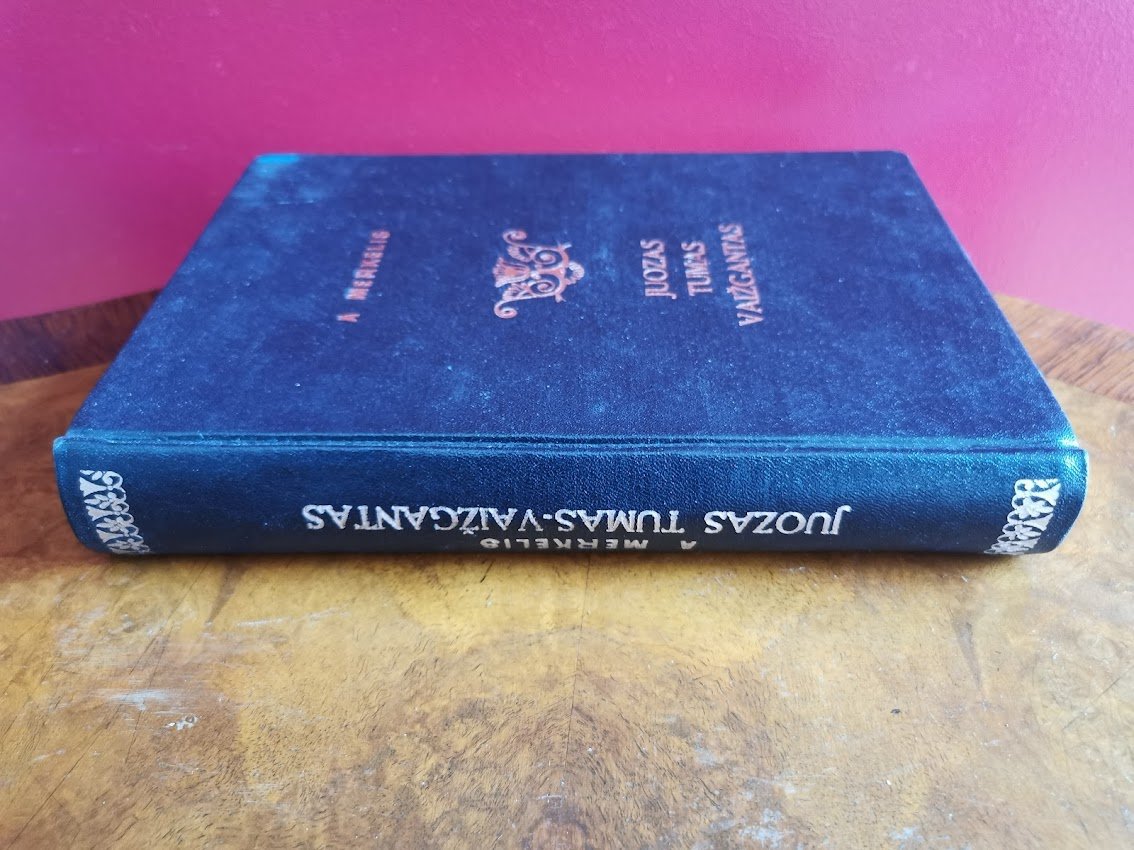 A MERKELIS
JUOZAS
TUMAS
VAIŽGANTAS
A MERKELIS
JUOZAS TUMAS-VAIŽGANTAS